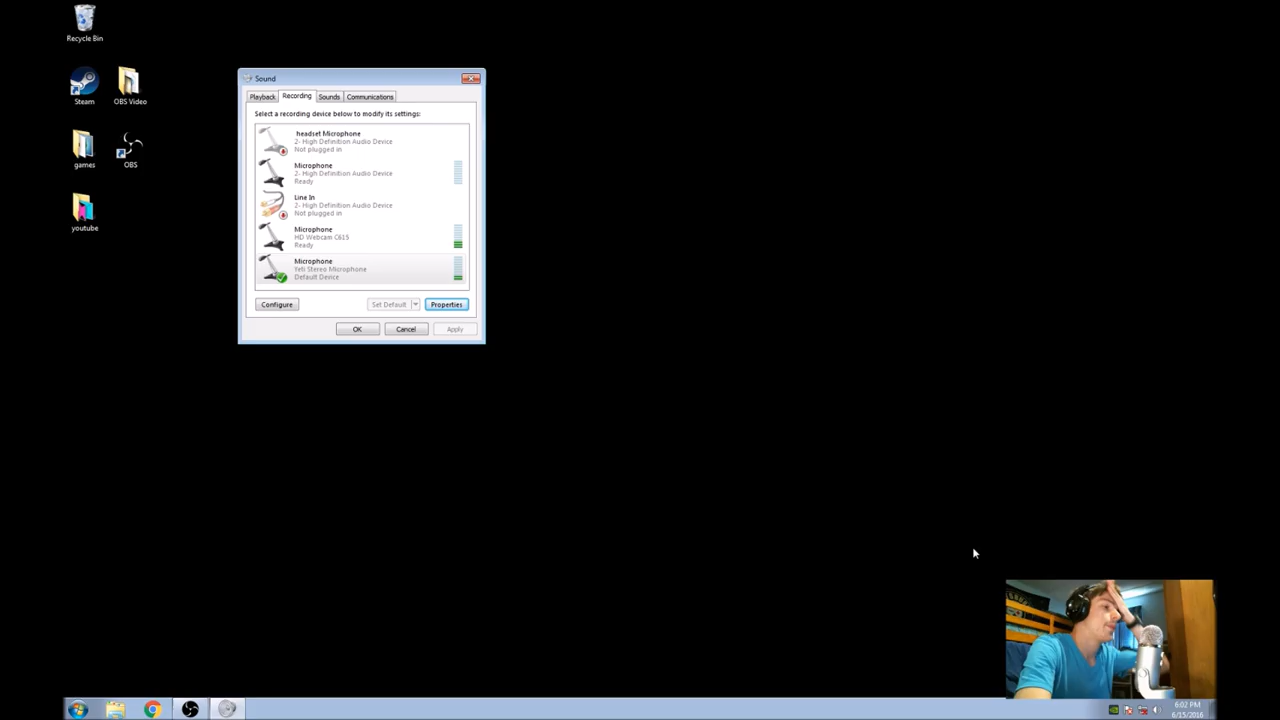 Recycle Bin
Steam
OBS Video
games
OBS
youtube
Sound
Playback Recording Sounds Communications
Select a recording device below to modify its settings:
headset Microphone
2- High Definition Audio Device
Not plugged in
Microphone
2- High Definition Audio Device
Ready
Line In
2- High Definition Audio Device
Not plugged in
Microphone
HD Webcam C615
Ready
Microphone
Yeti Stereo Microphone
Default Device
Configure Set Default Properties
OK Cancel Apply
6:02 PM
6/15/2016